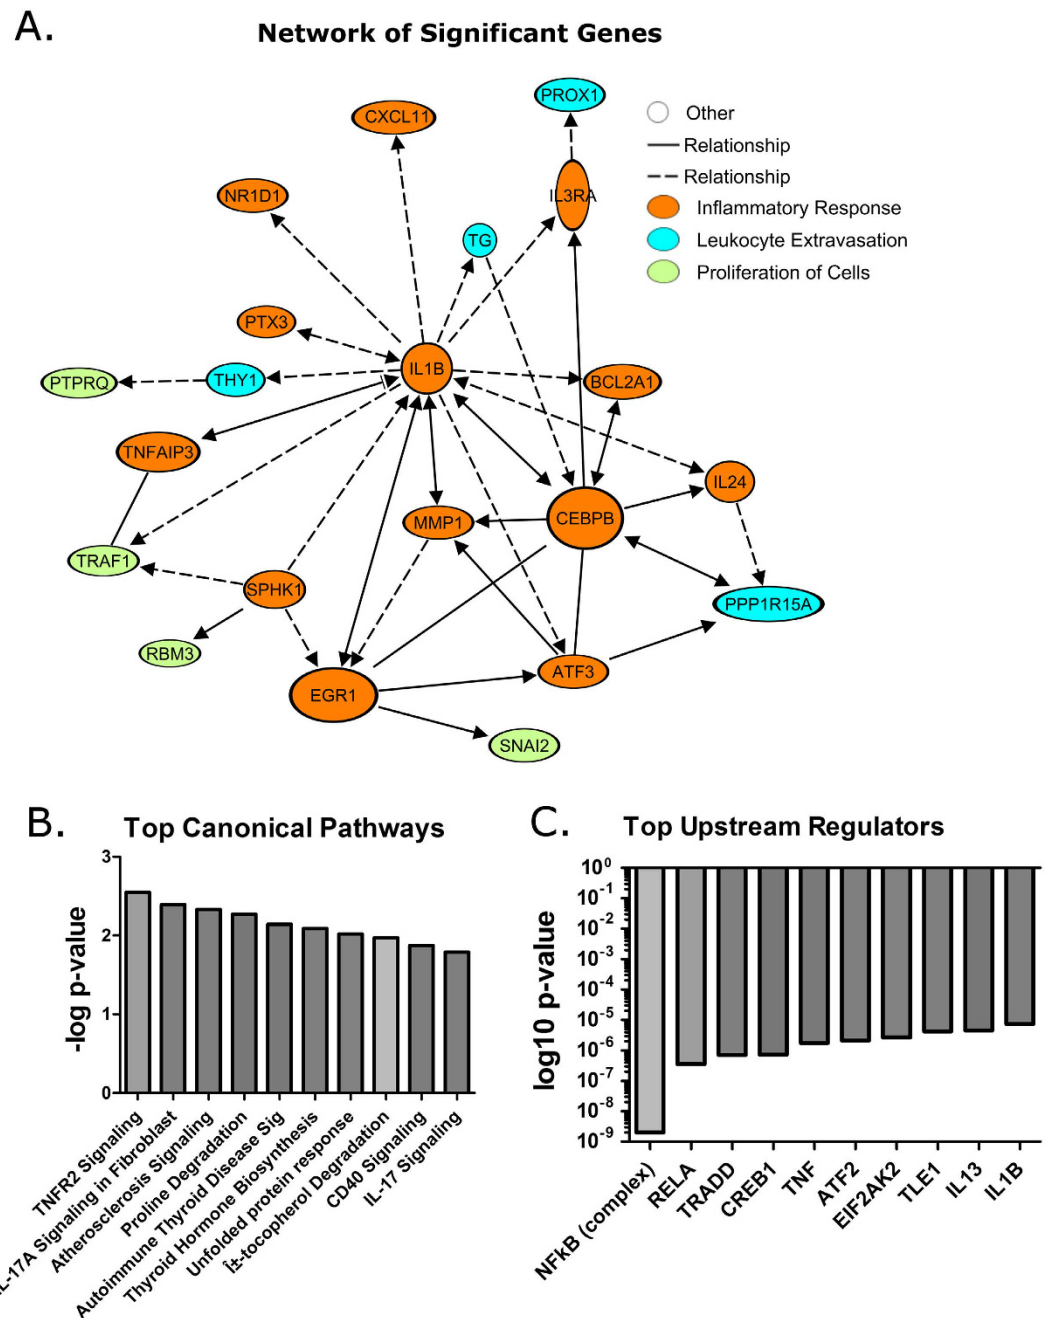 A.
Network of Significant Genes
PROX1
CXCL11
Other
Relationship
Relationship
NR1D1
IL3RA
Inflammatory Response
TG
Leukocyte Extravasation
Proliferation of Cells
PTX3
IL1B
PTPRQ
THY1
BCL2A1
TNFAIP3
IL24
MMP1
CEBPB
TRAF1
SPHK1
PPP1R15A
RBM3
ATF3
EGR1
SNAI2
B.
Top Canonical Pathways
-log p-value
3
2
1
0
TNFR2 Signaling
IL-17A Signaling in Fibroblast
Atherosclerosis Signaling
Proline Degradation
Autoimmune Thyroid Disease Sig
Thyroid Hormone Biosynthesis
Unfolded protein response
α-tocopherol Degradation
CD40 Signaling
IL-17 Signaling
C.
Top Upstream Regulators
log10 p-value
10⁰
10⁻¹
10⁻²
10⁻³
10⁻⁴
10⁻⁵
10⁻⁶
10⁻⁷
10⁻⁸
10⁻⁹
NFkB (complex)
RELA
TRADD
CREB1
TNF
ATF2
EIF2AK2
TLE1
IL13
IL1B